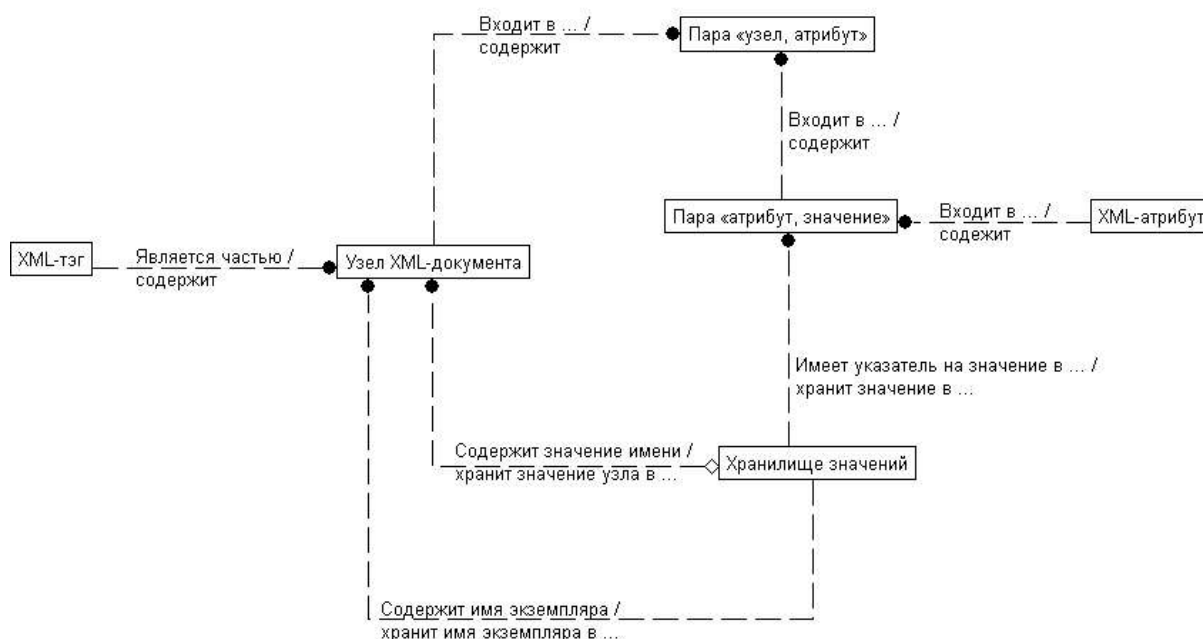 Входит в ... /
содержит
Пара «узел, атрибут»
Входит в ... /
содержит
Пара «атрибут, значение»
Входит в ... /
содежит
XML-атрибут
XML-тэг
Является частью /
содержит
Узел XML-документа
Имеет указатель на значение в ... /
хранит значение в ...
Содержит значение имени /
хранит значение узла в ...
Хранилище значений
Содержит имя экземпляра /
хранит имя экземпляра в ...